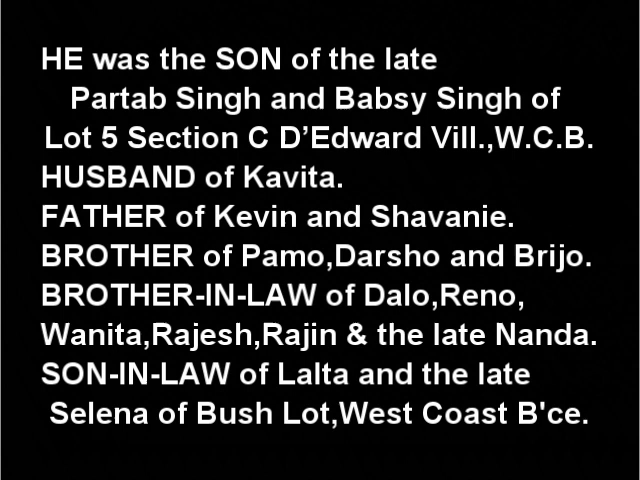 HE was the SON of the late
Partab Singh and Babsy Singh of
Lot 5 Section C D’Edward Vill.,W.C.B.
HUSBAND of Kavita.
FATHER of Kevin and Shavanie.
BROTHER of Pamo,Darsho and Brijo.
BROTHER-IN-LAW of Dalo,Reno,
Wanita,Rajesh,Rajin & the late Nanda.
SON-IN-LAW of Lalta and the late
Selena of Bush Lot,West Coast B'ce.